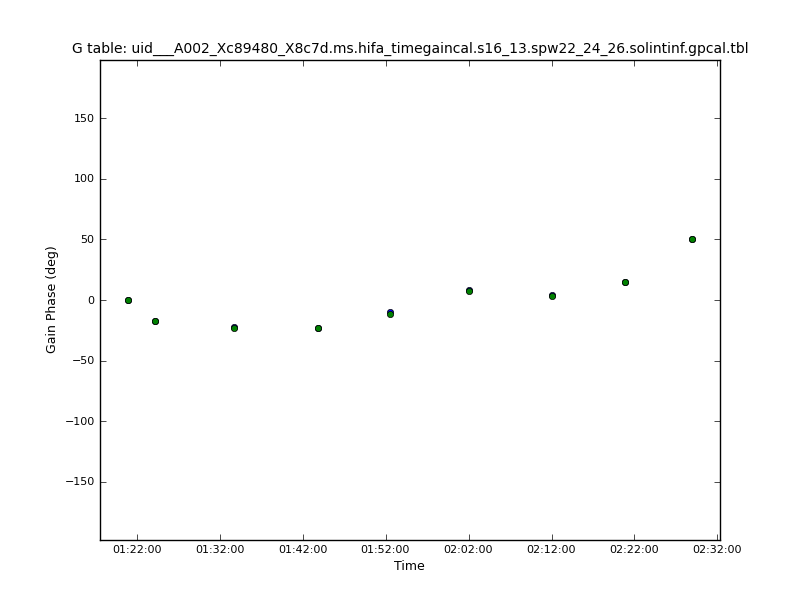 G table: uid___A002_Xc89480_X8c7d.ms.hifa_timegaincal.s16_13.spw22_24_26.solintinf.gpcal.tbl
150
100
50
0
−50
−100
−150
Gain Phase (deg)
01:22:00 01:32:00 01:42:00 01:52:00 02:02:00 02:12:00 02:22:00 02:32:00
Time